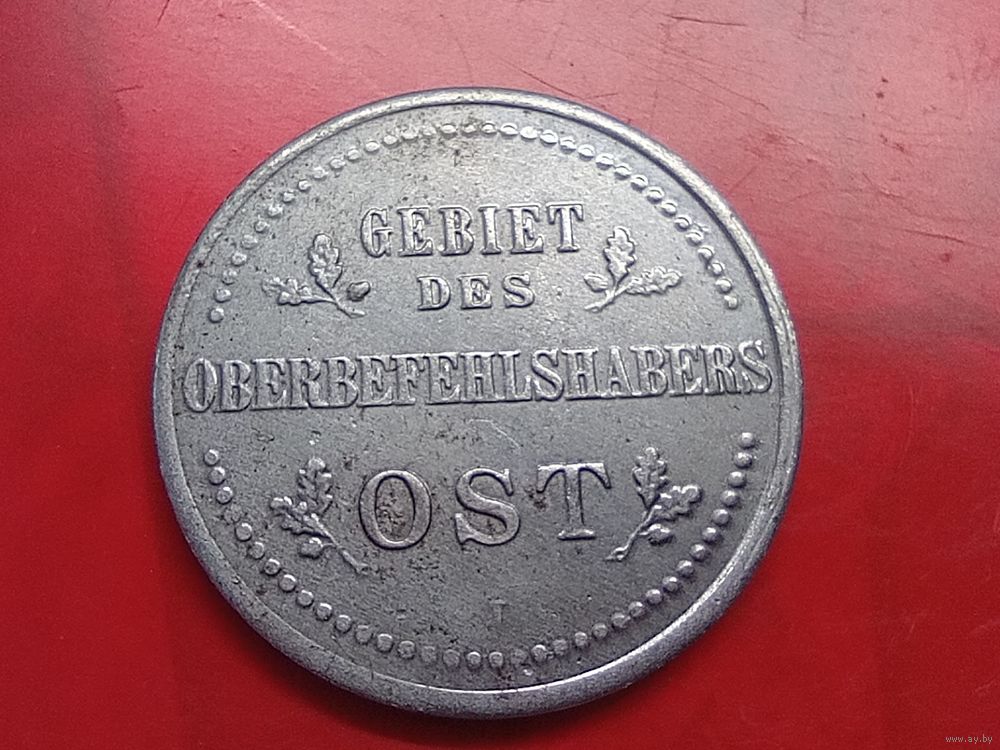 GEBIET
DES
OBERBEFEHLSHABERS
OST
J
www.ay.by